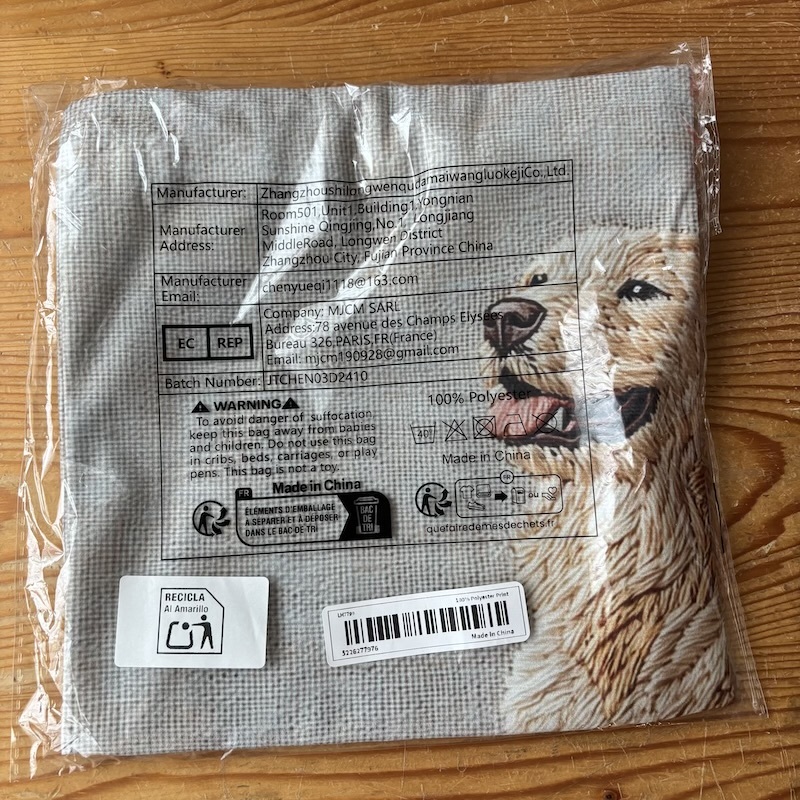 Manufacturer: ZhangzhoushilongwenqudamaiwangluokejiCo.,Ltd.
Manufacturer Address: Room501,Unit1,Building1,Yongnian
Sunshine Qingjing,No.1, Longjiang
MiddleRoad, Longwen District
Zhangzhou City, Fujian Province China
Manufacturer Email: chenyueqi1118@163.com
EC REP
Company: MJCM SARL
Address:78 avenue des Champs Elysées
Bureau 326,PARIS,FR(France)
Email: mjcm190928@gmail.com
Batch Number: JTCHEN03D2410
WARNING
To avoid danger of suffocation,
keep this bag away from babies
and children. Do not use this bag
in cribs, beds, carriages, or play
pens. This bag is not a toy.
Made in China
FR
ÉLÉMENTS D'EMBALLAGE
À SÉPARER ET À DÉPOSER
DANS LE BAC DE TRI
BAC
DE
TRI
100% Polyester
40
Made in China
FR
ou
quefairedemesdechets.fr
RECICLA
Al Amarillo
100% Polyester Print
Made In China
5226277976